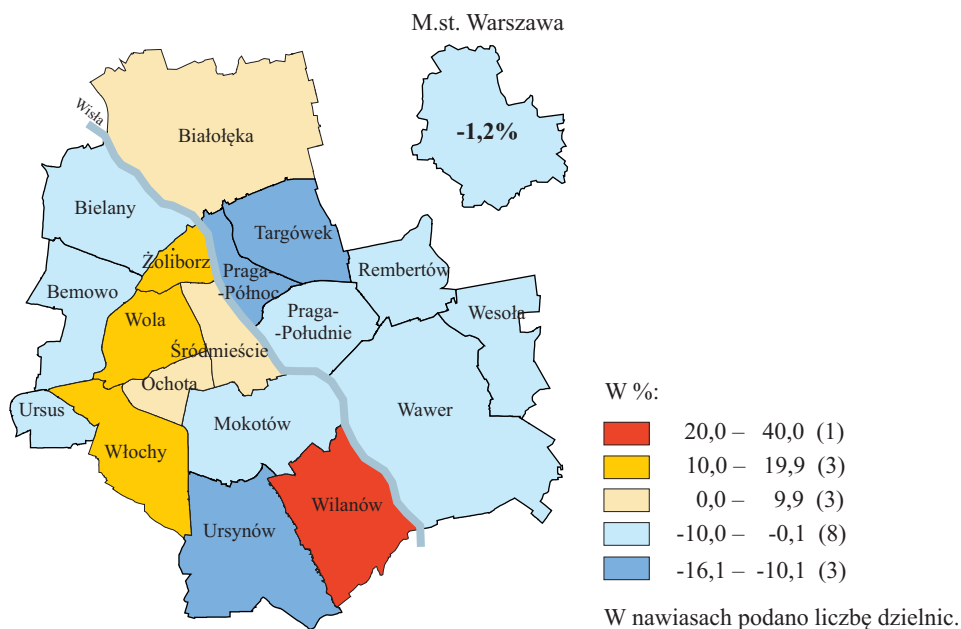 M.st. Warszawa
-1,2%
Wisła
Białołęka
Bielany
Targówek
Żoliborz
Praga-
-Północ
Rembertów
Bemowo
Wesoła
Wola
Praga-
-Południe
Śródmieście
Ochota
Ursus
Mokotów
Wawer
Włochy
Wilanów
Ursynów
W %:
20,0 – 40,0 (1)
10,0 – 19,9 (3)
0,0 – 9,9 (3)
-10,0 – -0,1 (8)
-16,1 – -10,1 (3)
W nawiasach podano liczbę dzielnic.